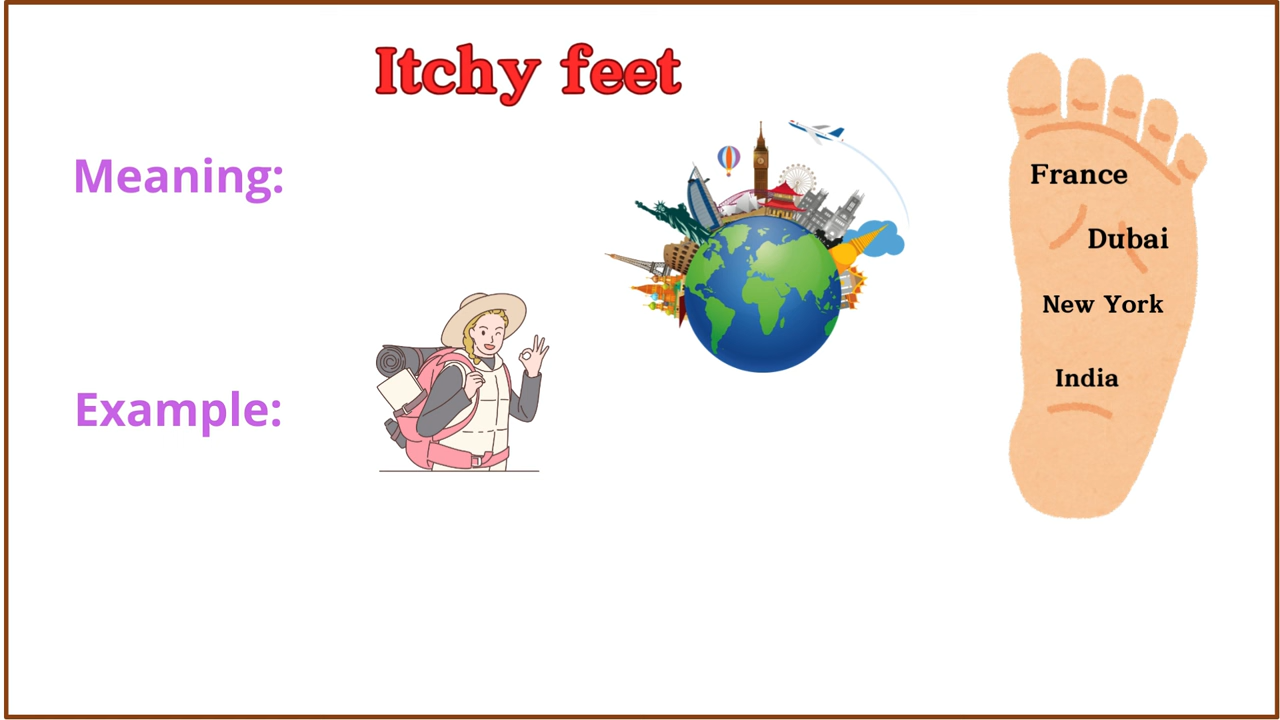 Itchy feet
Meaning:
Example:
France
Dubai
New York
India